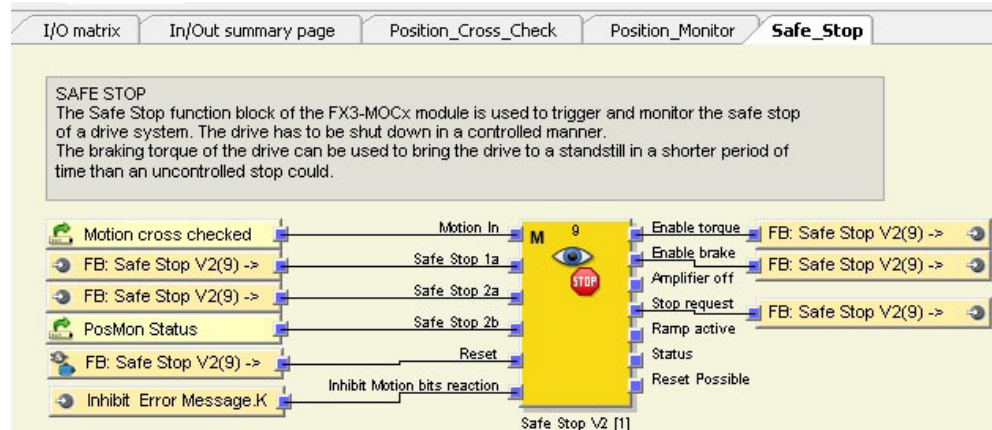 I/O matrix
In/Out summary page
Position_Cross_Check
Position_Monitor
Safe_Stop
SAFE STOP
The Safe Stop function block of the FX3-MOCx module is used to trigger and monitor the safe stop
of a drive system. The drive has to be shut down in a controlled manner.
The braking torque of the drive can be used to bring the drive to a standstill in a shorter period of
time than an uncontrolled stop could.
Motion cross checked
FB: Safe Stop V2(9) ->
FB: Safe Stop V2(9) ->
PosMon Status
FB: Safe Stop V2(9) ->
Inhibit Error Message.K
Motion In
Safe Stop 1a
Safe Stop 2a
Safe Stop 2b
Reset
Inhibit Motion bits reaction
M 9
STOP
Safe Stop V2 [1]
Enable torque
Enable brake
Amplifier off
Stop request
Ramp active
Status
Reset Possible
FB: Safe Stop V2(9) ->
FB: Safe Stop V2(9) ->
FB: Safe Stop V2(9) ->